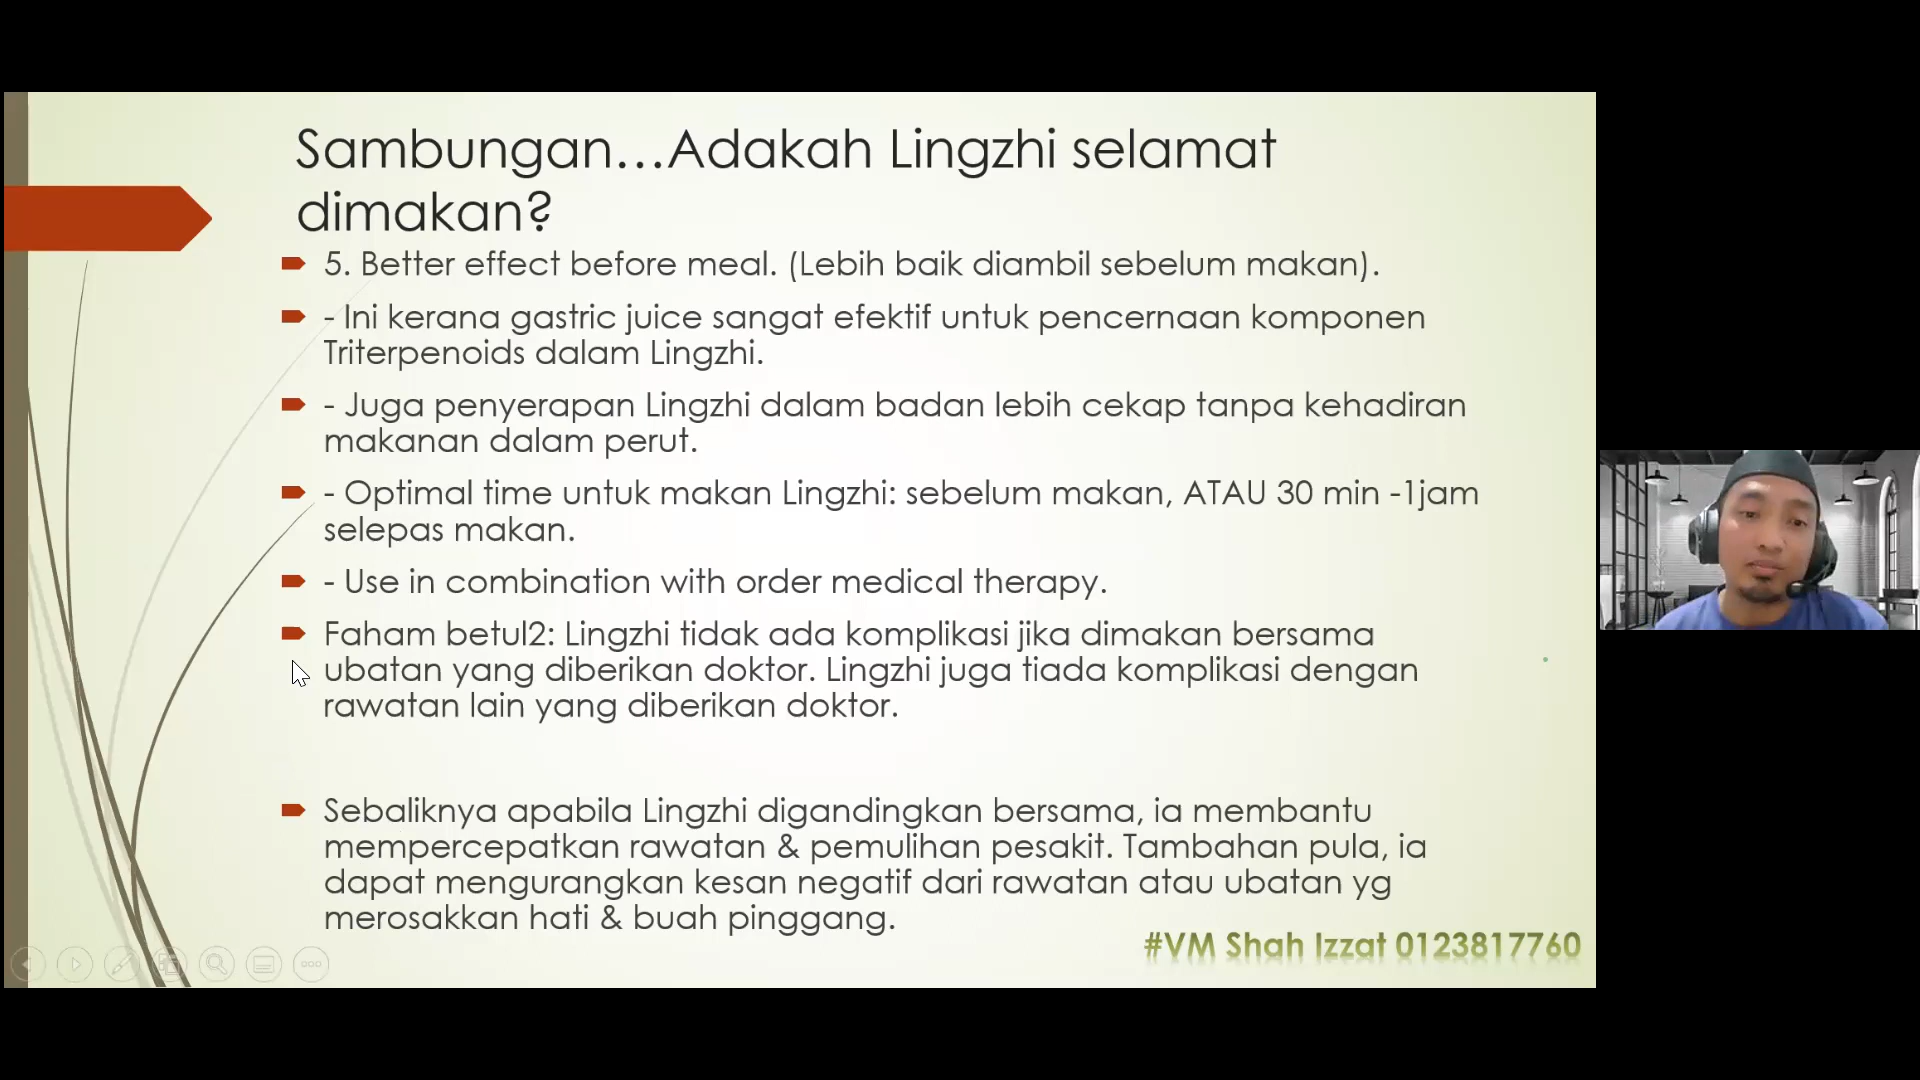 Sambungan...Adakah Lingzhi selamat
dimakan?
5. Better effect before meal. (Lebih baik diambil sebelum makan).
- Ini kerana gastric juice sangat efektif untuk pencernaan komponen
Triterpenoids dalam Lingzhi.
- Juga penyerapan Lingzhi dalam badan lebih cekap tanpa kehadiran
makanan dalam perut.
- Optimal time untuk makan Lingzhi: sebelum makan, ATAU 30 min -1jam
selepas makan.
- Use in combination with order medical therapy.
Faham betul2: Lingzhi tidak ada komplikasi jika dimakan bersama
ubatan yang diberikan doktor. Lingzhi juga tiada komplikasi dengan
rawatan lain yang diberikan doktor.
Sebaliknya apabila Lingzhi digandingkan bersama, ia membantu
mempercepatkan rawatan & pemulihan pesakit. Tambahan pula, ia
dapat mengurangkan kesan negatif dari rawatan atau ubatan yg
merosakkan hati & buah pinggang.
#VM Shah Izzat 0123817760